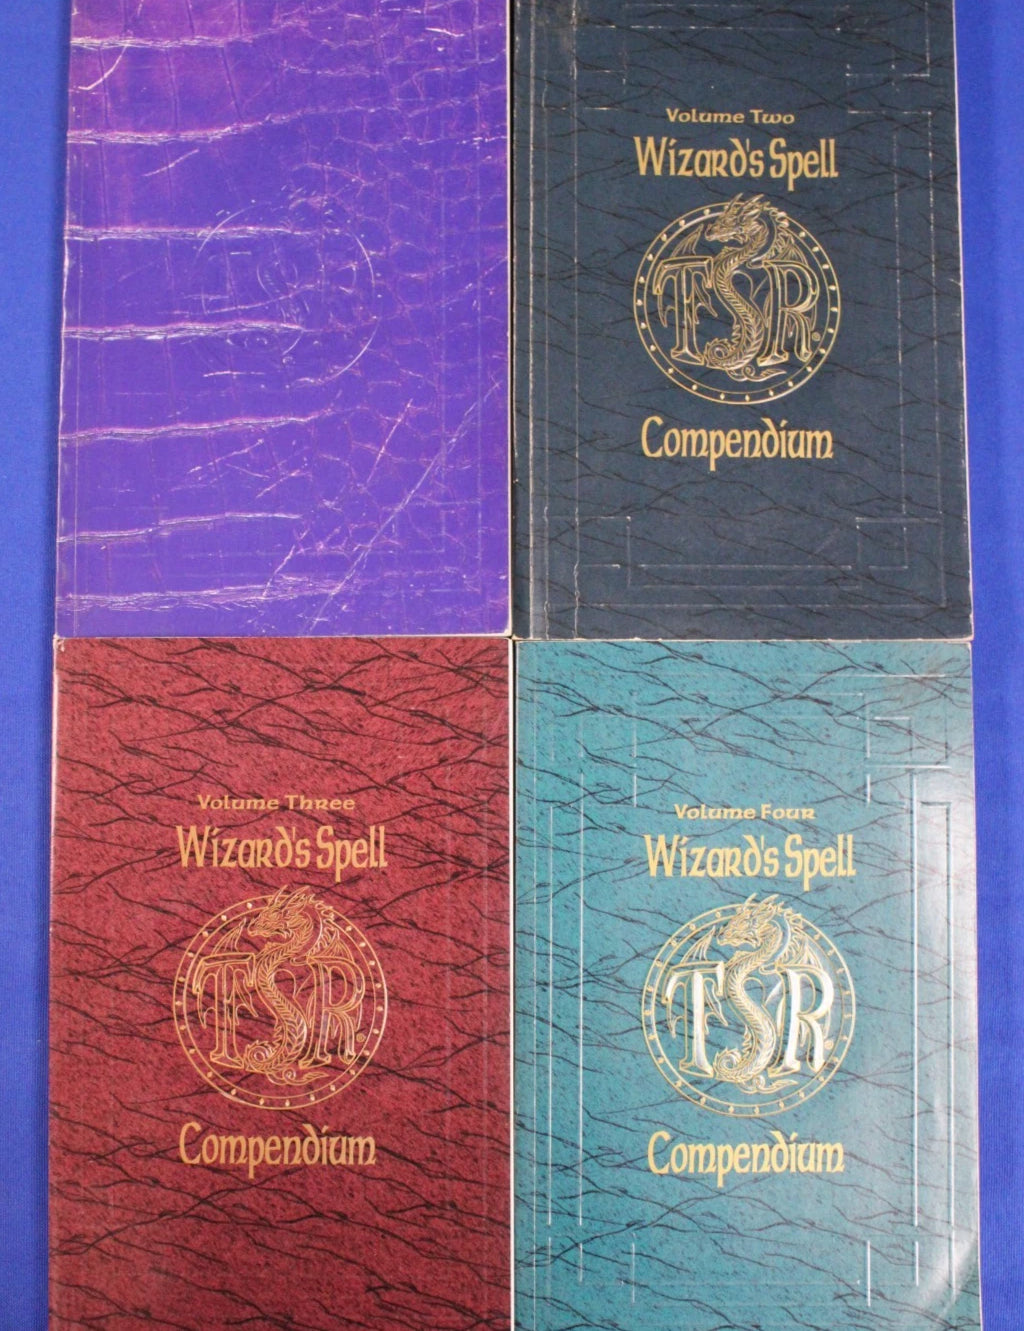 Volume Two
Wizard's Spell
TSR®
Compendium
Volume Three
Wizard's Spell
TSR®
Compendium
Volume Four
Wizard's Spell
TSR®
Compendium